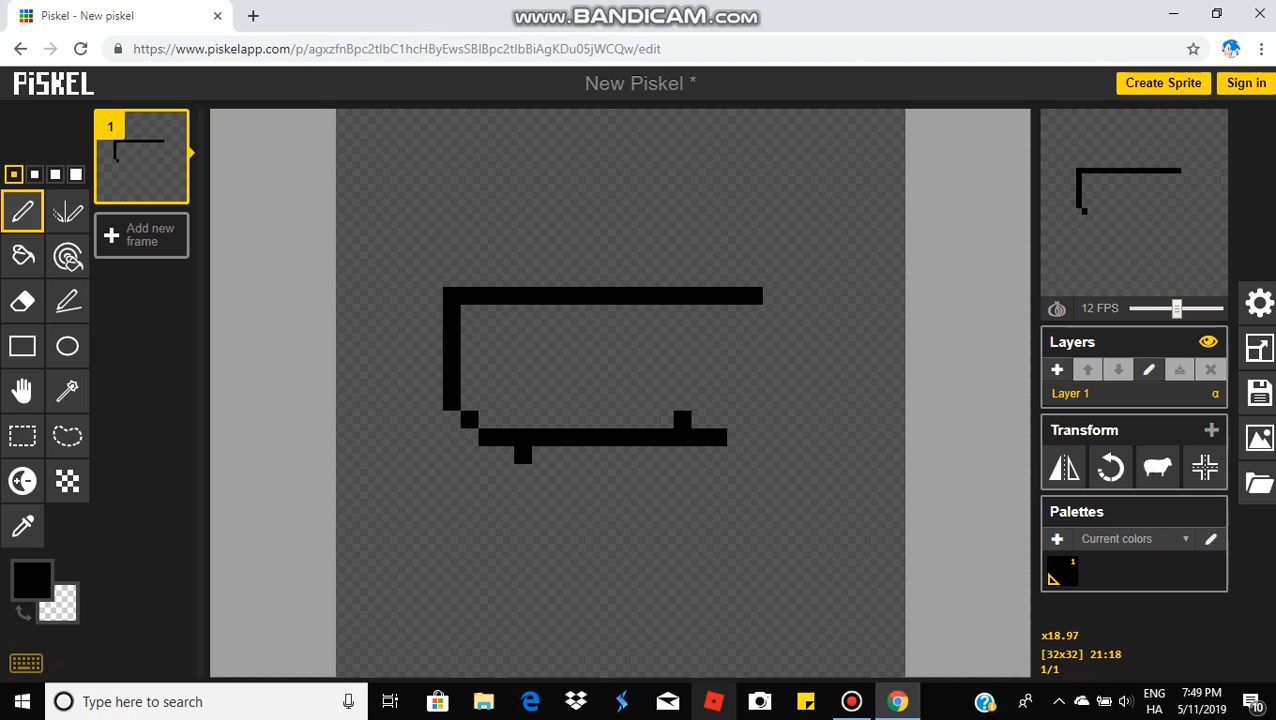 Piskel - New piskel
www.BANDICAM.com
https://www.piskelapp.com/p/agxzfnBpc2tlbC1hcHByEwsSBlBpc2tlbBiAgKDu05jWCQw/edit
PiSKEL
New Piskel *
Create Sprite
Sign in
1
Add new
frame
12 FPS
Layers
Layer 1
α
Transform
Palettes
Current colors
1
x18.97
[32x32] 21:18
1/1
Type here to search
ENG
HA
7:49 PM
5/11/2019
10